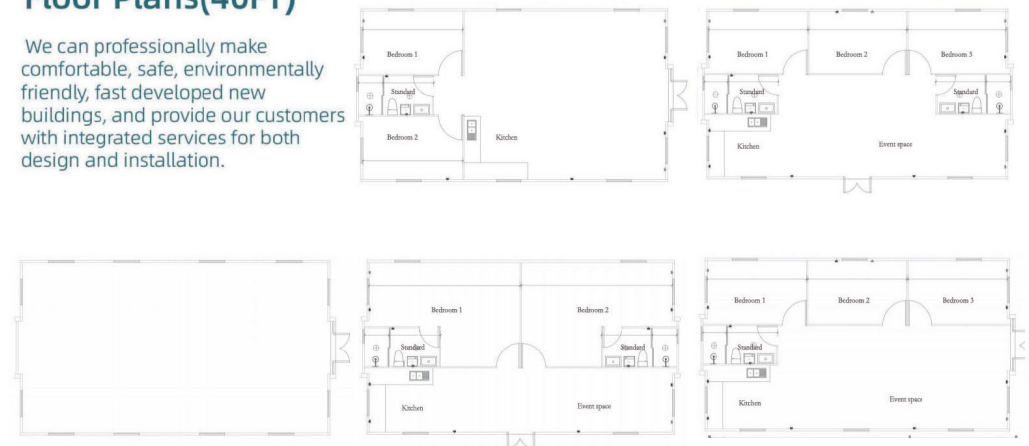 Floor Plans(40FT)
We can professionally make
comfortable, safe, environmentally
friendly, fast developed new
buildings, and provide our customers
with integrated services for both
design and installation.
Bedroom 1
Standard
Bedroom 2
Kitchen
Bedroom 1
Bedroom 2
Bedroom 3
Standard
Standard
Kitchen
Event space
Bedroom 1
Bedroom 2
Standard
Standard
Kitchen
Event space
Bedroom 1
Bedroom 2
Bedroom 3
Standard
Kitchen
Event space